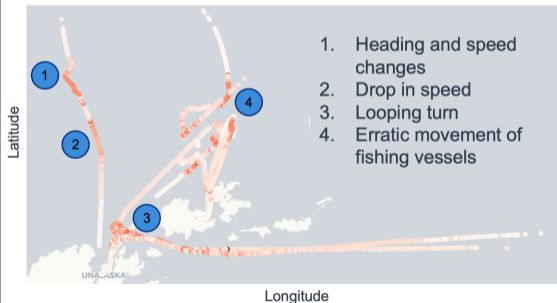 1
2
3
4
1. Heading and speed
changes
2. Drop in speed
3. Looping turn
4. Erratic movement of
fishing vessels
Latitude
UNALASKA
Longitude